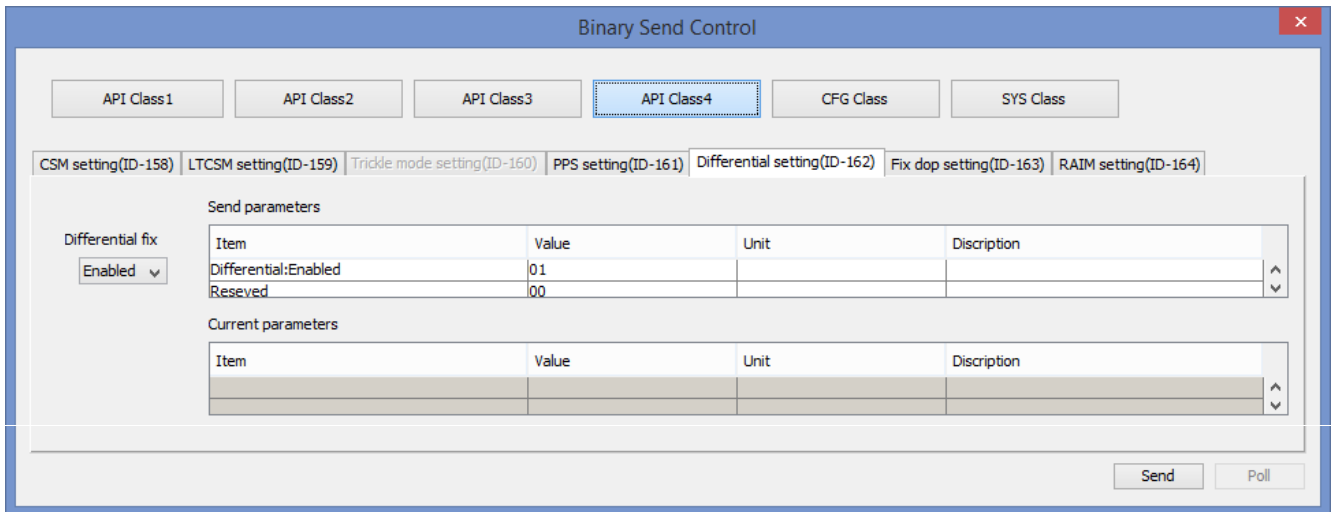 Binary Send Control
API Class1 API Class2 API Class3 API Class4 CFG Class SYS Class
CSM setting(ID-158) LTCSM setting(ID-159) Trickle mode setting(ID-160) PPS setting(ID-161) Differential setting(ID-162) Fix dop setting(ID-163) RAIM setting(ID-164)
Send parameters
Differential fix
Enabled
Item Value Unit Discription
Differential:Enabled 01
Reseved 00
Current parameters
Item Value Unit Discription
Send Poll